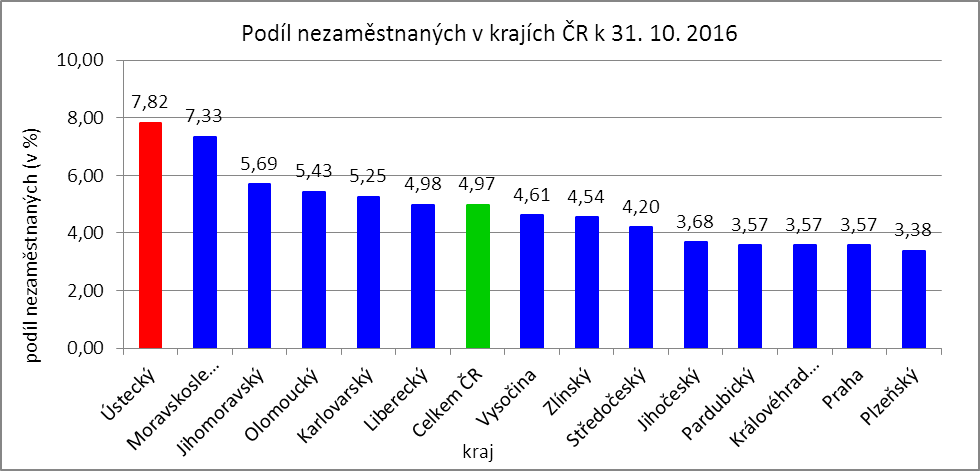 Podíl nezaměstnaných v krajích ČR k 31. 10. 2016
podíl nezaměstnaných (v %)
10,00
8,00
6,00
4,00
2,00
0,00
7,82
7,33
5,69
5,43
5,25
4,98
4,97
4,61
4,54
4,20
3,68
3,57
3,57
3,57
3,38
Ústecký
Moravskosle...
Jihomoravský
Olomoucký
Karlovarský
Liberecký
Celkem ČR
Vysočina
Zlínský
Středočeský
Jihočeský
Pardubický
Královéhrad...
Praha
Plzeňský
kraj